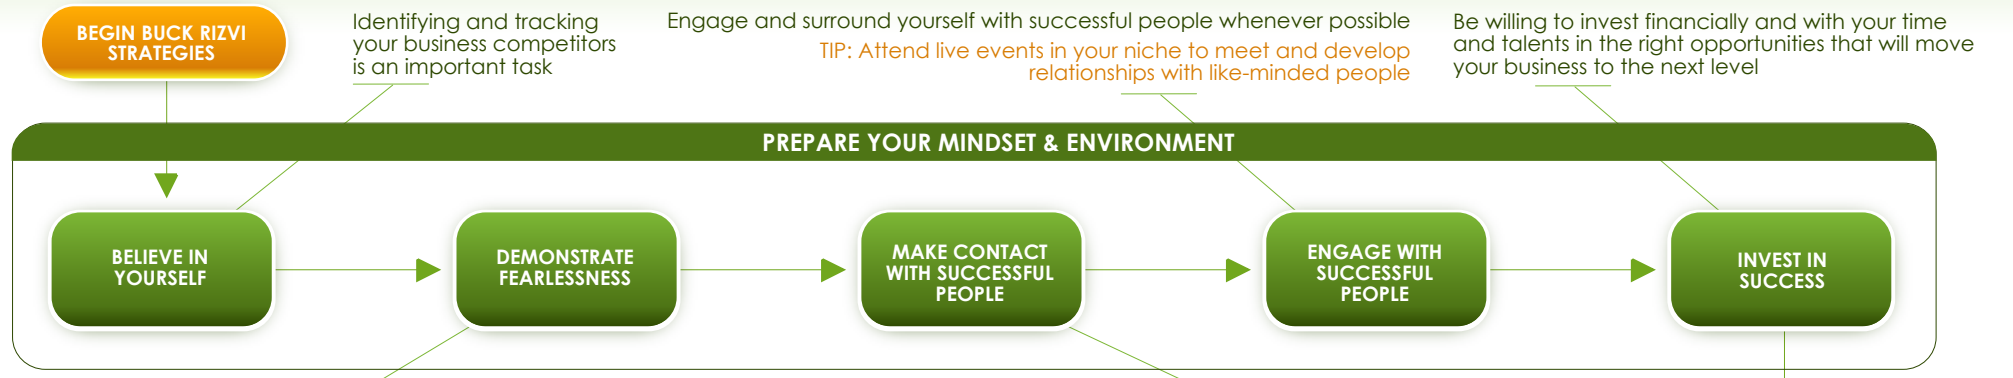 BEGIN BUCK RIZVI
STRATEGIES
Identifying and tracking
your business competitors
is an important task
Engage and surround yourself with successful people whenever possible
TIP: Attend live events in your niche to meet and develop
relationships with like-minded people
Be willing to invest financially and with your time
and talents in the right opportunities that will move
your business to the next level
PREPARE YOUR MINDSET & ENVIRONMENT
BELIEVE IN
YOURSELF
DEMONSTRATE
FEARLESSNESS
MAKE CONTACT
WITH SUCCESSFUL
PEOPLE
ENGAGE WITH
SUCCESSFUL
PEOPLE
INVEST IN
SUCCESS